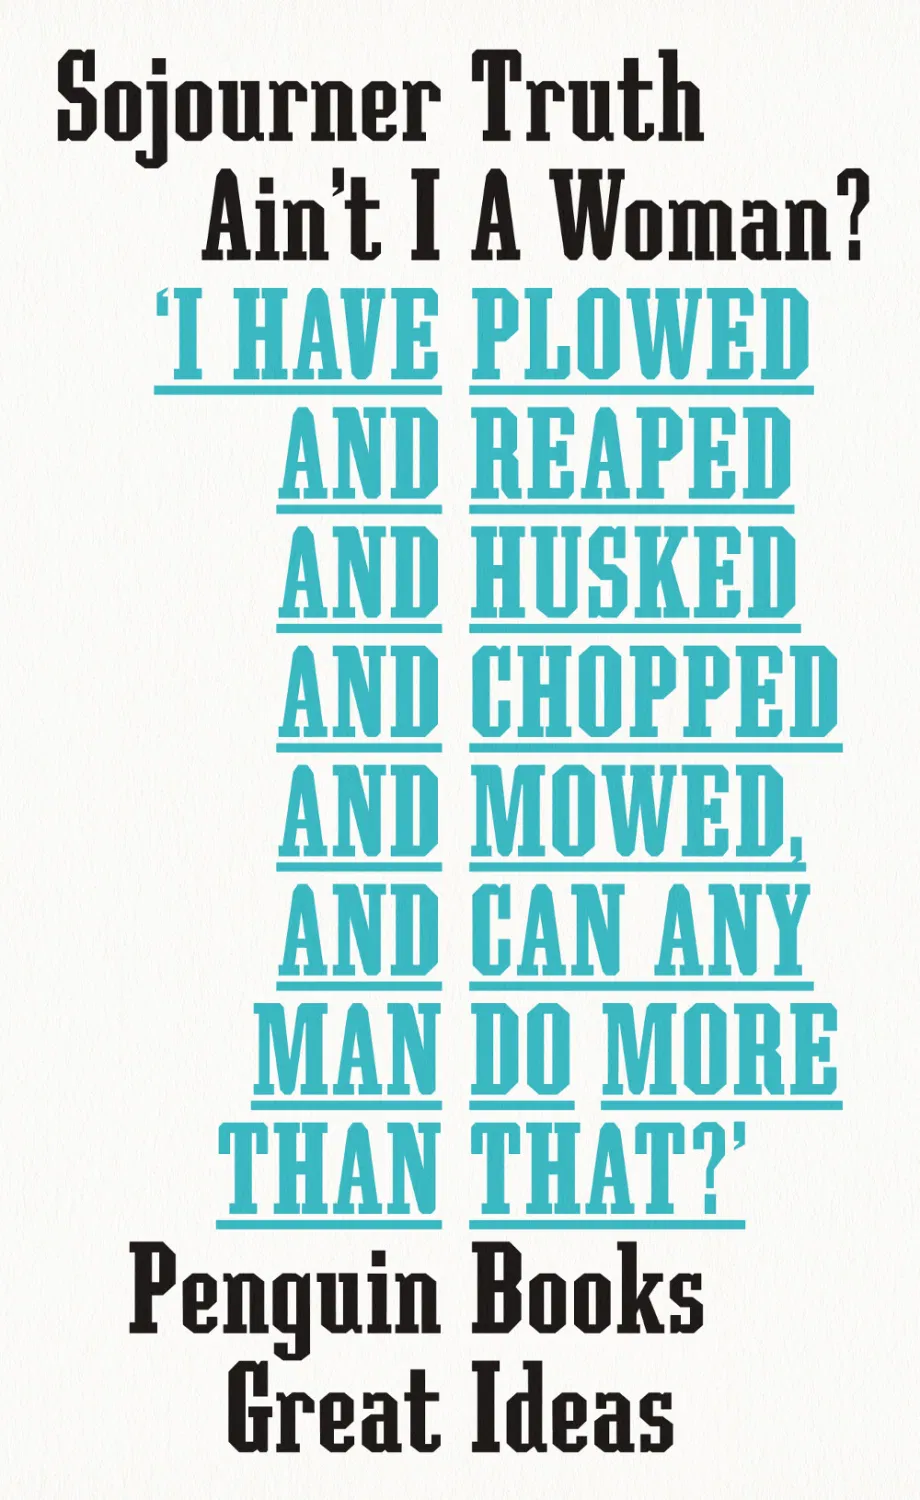 Sojourner Truth
Ain't I A Woman?
‘I HAVE PLOWED
AND REAPED
AND HUSKED
AND CHOPPED
AND MOWED,
AND CAN ANY
MAN DO MORE
THAN THAT?’
Penguin Books
Great Ideas